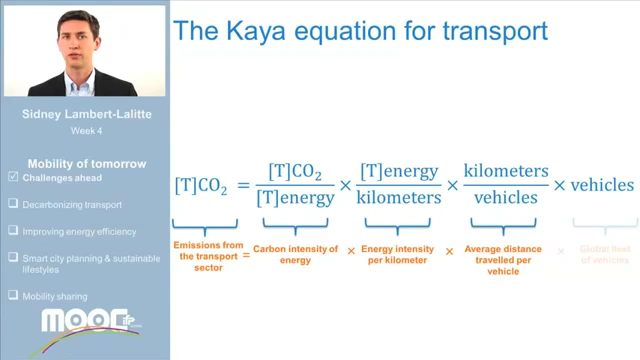 The Kaya equation for transport
Sidney Lambert-Lalitte
Week 4
Mobility of tomorrow
Challenges ahead
Decarbonizing transport
Improving energy efficiency
Smart city planning & sustainable
lifestyles
Mobility sharing
MOOC
[T]CO₂ = [T]CO₂/[T]energy × [T]energy/kilometers × kilometers/vehicles × vehicles
Emissions from
the transport
sector
=
Carbon intensity of
energy
×
Energy intensity
per kilometer
×
Average distance
travelled per
vehicle
×
Global fleet
of vehicles